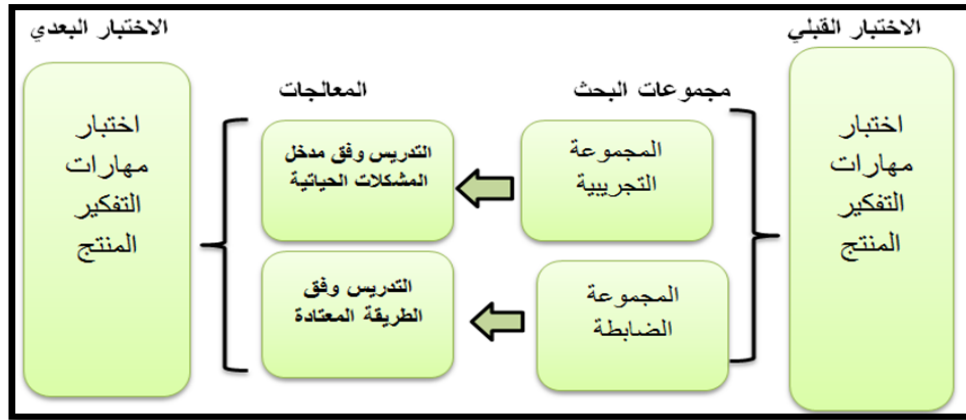 الاختبار القبلي
اختبار
مهارات
التفكير
المنتج
مجموعات البحث
المجموعة
التجريبية
المجموعة
الضابطة
المعالجات
التدريس وفق مدخل
المشكلات الحياتية
التدريس وفق
الطريقة المعتادة
الاختبار البعدي
اختبار
مهارات
التفكير
المنتج